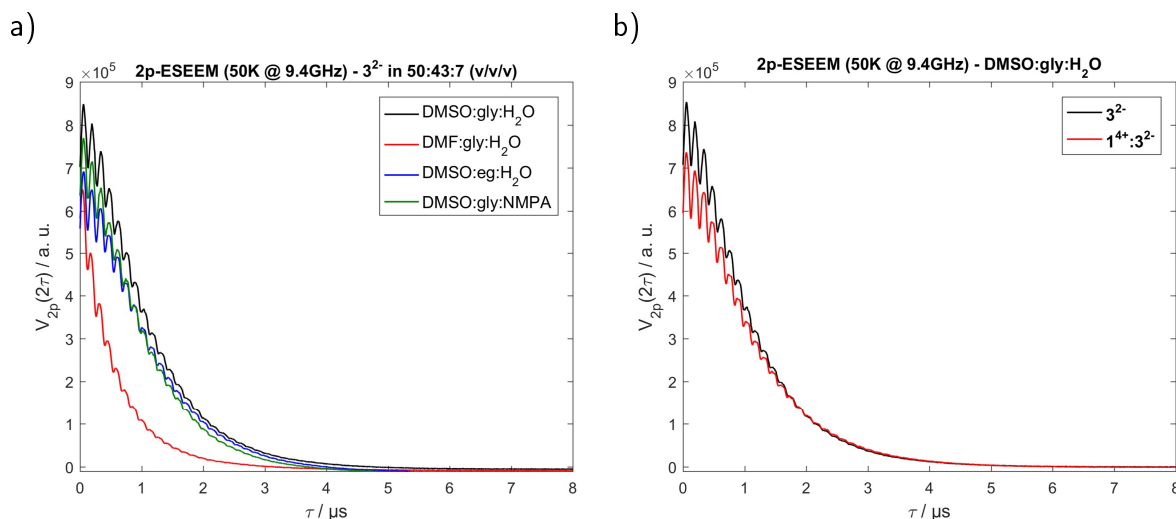 a)
2p-ESEEM (50K @ 9.4GHz) - 3²⁻ in 50:43:7 (v/v/v)
×10⁵
9
8
7
6
5
4
3
2
1
0
V₂ₚ(2τ) / a. u.
DMSO:gly:H₂O
DMF:gly:H₂O
DMSO:eg:H₂O
DMSO:gly:NMPA
0 1 2 3 4 5 6 7 8
τ / μs
b)
2p-ESEEM (50K @ 9.4GHz) - DMSO:gly:H₂O
×10⁵
9
8
7
6
5
4
3
2
1
0
V₂ₚ(2τ) / a. u.
3²⁻
1⁴⁺:3²⁻
0 1 2 3 4 5 6 7 8
τ / μs